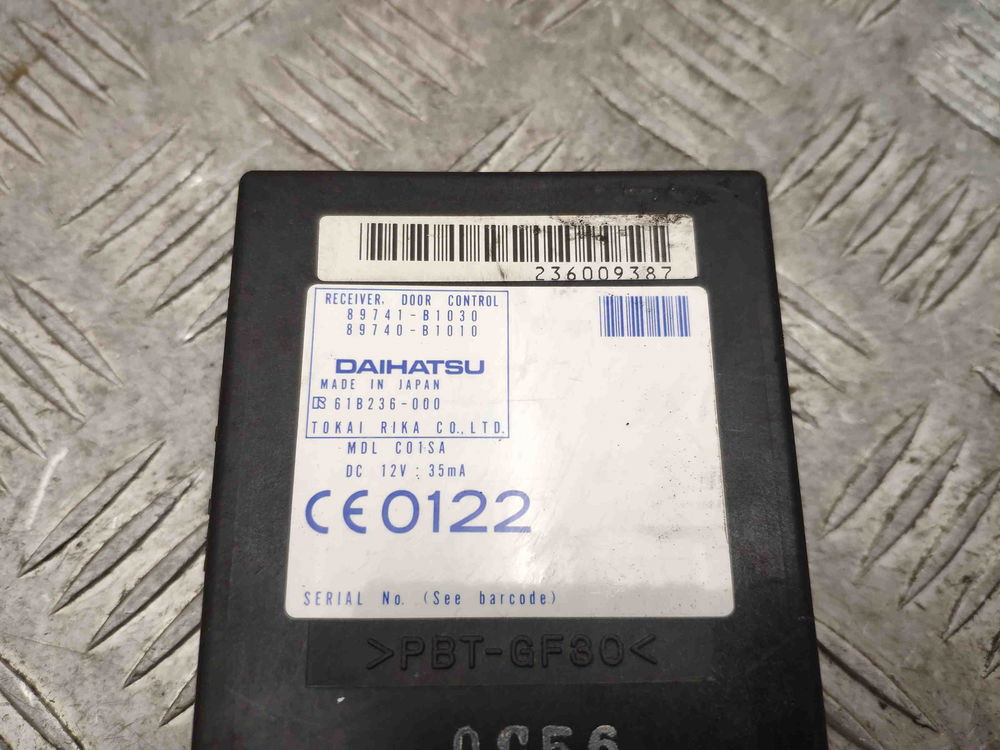 236009387
RECEIVER, DOOR CONTROL
89741-B1030
89740-B1010
DAIHATSU
MADE IN JAPAN
61B236-000
TOKAI RIKA CO., LTD.
MDL C01SA
DC 12V : 35mA
CE0122
SERIAL No. (See barcode)
>PBT-GF30<